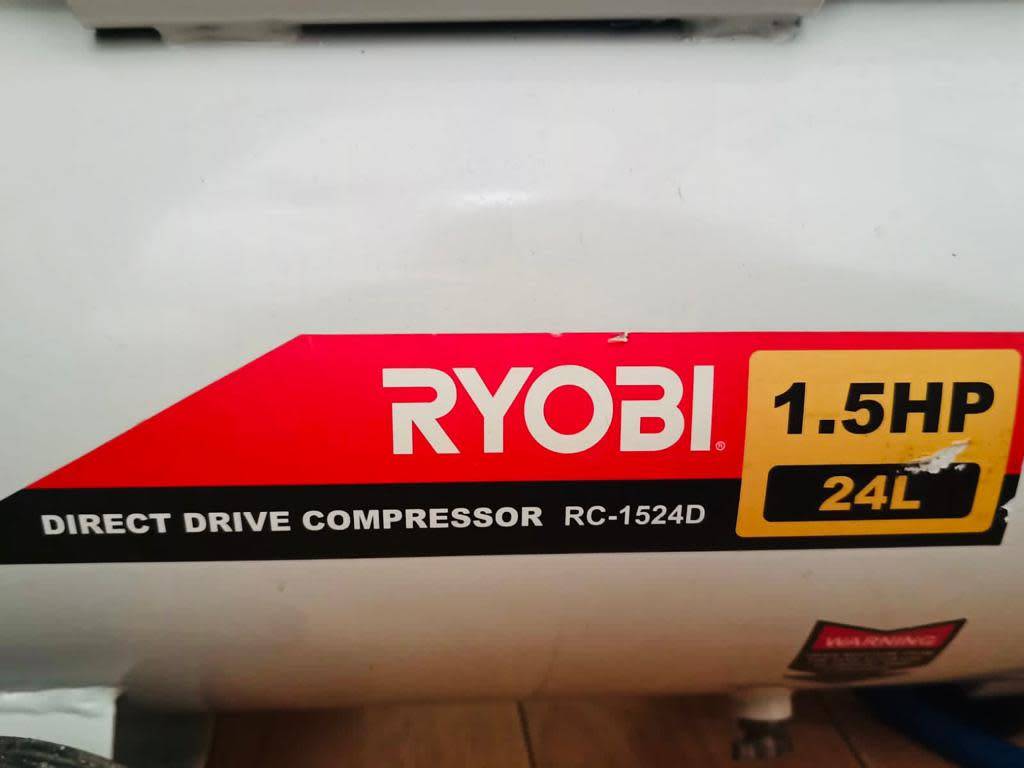 RYOBI®
1.5HP
24L
DIRECT DRIVE COMPRESSOR RC-1524D
WARNING